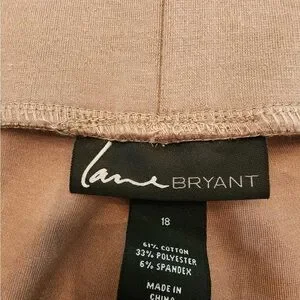 Lane BRYANT
18
61% COTTON
33% POLYESTER
6% SPANDEX
MADE IN
CHINA